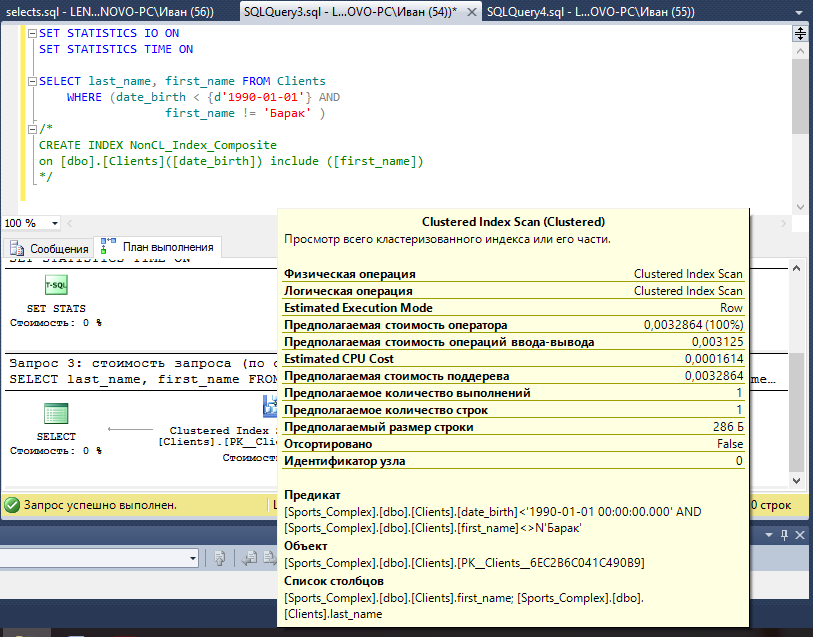 selects.sql - LEN...NOVO-PC\Иван (56))
SQLQuery3.sql - L...OVO-PC\Иван (54))*
SQLQuery4.sql - L...OVO-PC\Иван (55))
SET STATISTICS IO ON
SET STATISTICS TIME ON
SELECT last_name, first_name FROM Clients
WHERE (date_birth < {d'1990-01-01'} AND
first_name != 'Барак' )
/*
CREATE INDEX NonCL_Index_Composite
on [dbo].[Clients]([date_birth]) include ([first_name])
*/
100 %
Сообщения
План выполнения
SET STATISTICS TIME ON
T-SQL
SET STATS
Стоимость: 0 %
Запрос 3: стоимость запроса (по о
SELECT last_name, first_name FROM
me…
SELECT
Стоимость: 0 %
Clustered Index
[Clients].[PK__Clie
Стоимость
Запрос успешно выполнен.
0 строк
Clustered Index Scan (Clustered)
Просмотр всего кластеризованного индекса или его части.
Физическая операция Clustered Index Scan
Логическая операция Clustered Index Scan
Estimated Execution Mode Row
Предполагаемая стоимость оператора 0,0032864 (100%)
Предполагаемая стоимость операций ввода-вывода 0,003125
Estimated CPU Cost 0,0001614
Предполагаемая стоимость поддерева 0,0032864
Предполагаемое количество выполнений 1
Предполагаемое количество строк 1
Предполагаемый размер строки 286 Б
Отсортировано False
Идентификатор узла 0
Предикат
[Sports_Complex].[dbo].[Clients].[date_birth]<'1990-01-01 00:00:00.000' AND
[Sports_Complex].[dbo].[Clients].[first_name]<>N'Барак'
Объект
[Sports_Complex].[dbo].[Clients].[PK__Clients__6EC2B6C041C490B9]
Список столбцов
[Sports_Complex].[dbo].[Clients].first_name; [Sports_Complex].[dbo].
[Clients].last_name